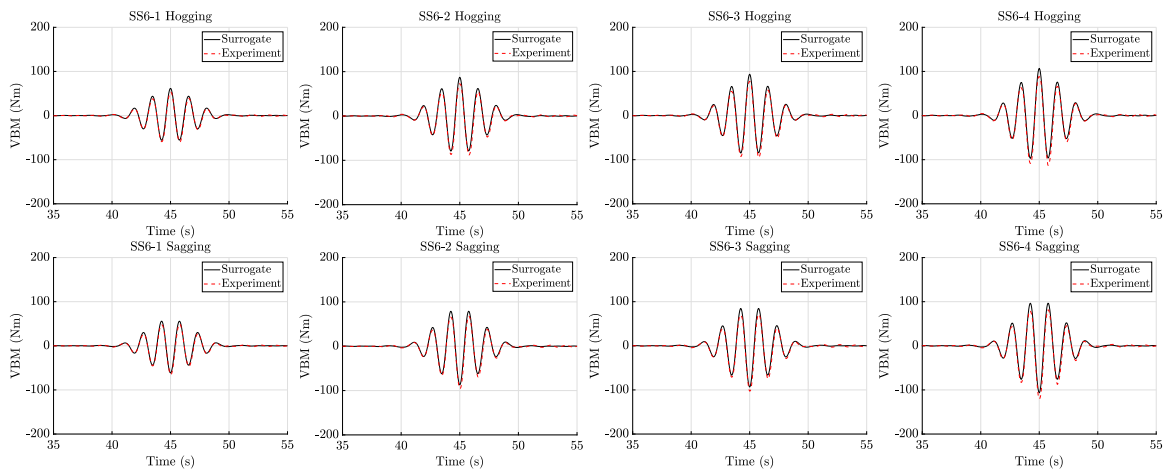 SS6-1 Hogging
200
100
0
-100
-200
VBM (Nm)
35 40 45 50 55
Time (s)
Surrogate
Experiment
SS6-2 Hogging
200
100
0
-100
-200
VBM (Nm)
35 40 45 50 55
Time (s)
Surrogate
Experiment
SS6-3 Hogging
200
100
0
-100
-200
VBM (Nm)
35 40 45 50 55
Time (s)
Surrogate
Experiment
SS6-4 Hogging
200
100
0
-100
-200
VBM (Nm)
35 40 45 50 55
Time (s)
Surrogate
Experiment
SS6-1 Sagging
200
100
0
-100
-200
VBM (Nm)
35 40 45 50 55
Time (s)
Surrogate
Experiment
SS6-2 Sagging
200
100
0
-100
-200
VBM (Nm)
35 40 45 50 55
Time (s)
Surrogate
Experiment
SS6-3 Sagging
200
100
0
-100
-200
VBM (Nm)
35 40 45 50 55
Time (s)
Surrogate
Experiment
SS6-4 Sagging
200
100
0
-100
-200
VBM (Nm)
35 40 45 50 55
Time (s)
Surrogate
Experiment